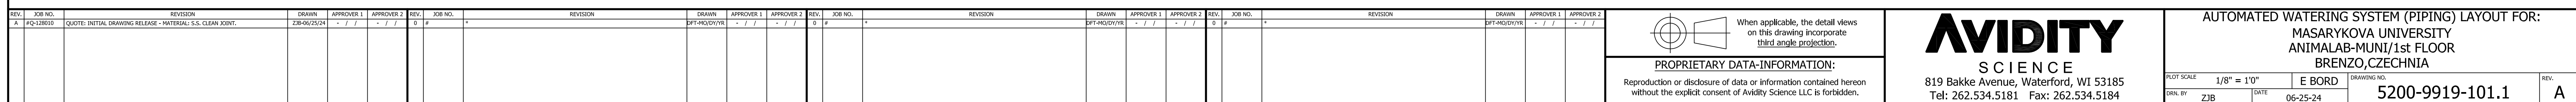 REV. JOB NO. REVISION DRAWN APPROVER 1 APPROVER 2 REV. JOB NO. REVISION DRAWN APPROVER 1 APPROVER 2 REV. JOB NO. REVISION DRAWN APPROVER 1 APPROVER 2 REV. JOB NO. REVISION DRAWN APPROVER 1 APPROVER 2
A #Q-128010 QUOTE: INITIAL DRAWING RELEASE - MATERIAL: S.S. CLEAN JOINT. ZJB-06/25/24 - / / - / / 0 # * DFT-MO/DY/YR - / / - / / 0 # * DFT-MO/DY/YR - / / - / / 0 # * DFT-MO/DY/YR - / / - / /
When applicable, the detail views
on this drawing incorporate
third angle projection.
PROPRIETARY DATA-INFORMATION:
Reproduction or disclosure of data or information contained hereon
without the explicit consent of Avidity Science LLC is forbidden.
AVIDITY
SCIENCE
819 Bakke Avenue, Waterford, WI 53185
Tel: 262.534.5181 Fax: 262.534.5184
AUTOMATED WATERING SYSTEM (PIPING) LAYOUT FOR:
MASARYKOVA UNIVERSITY
ANIMALAB-MUNI/1st FLOOR
BRENZO,CZECHNIA
PLOT SCALE 1/8" = 1'0" E BORD DRAWING NO. REV.
DRN. BY ZJB DATE 06-25-24 5200-9919-101.1 A